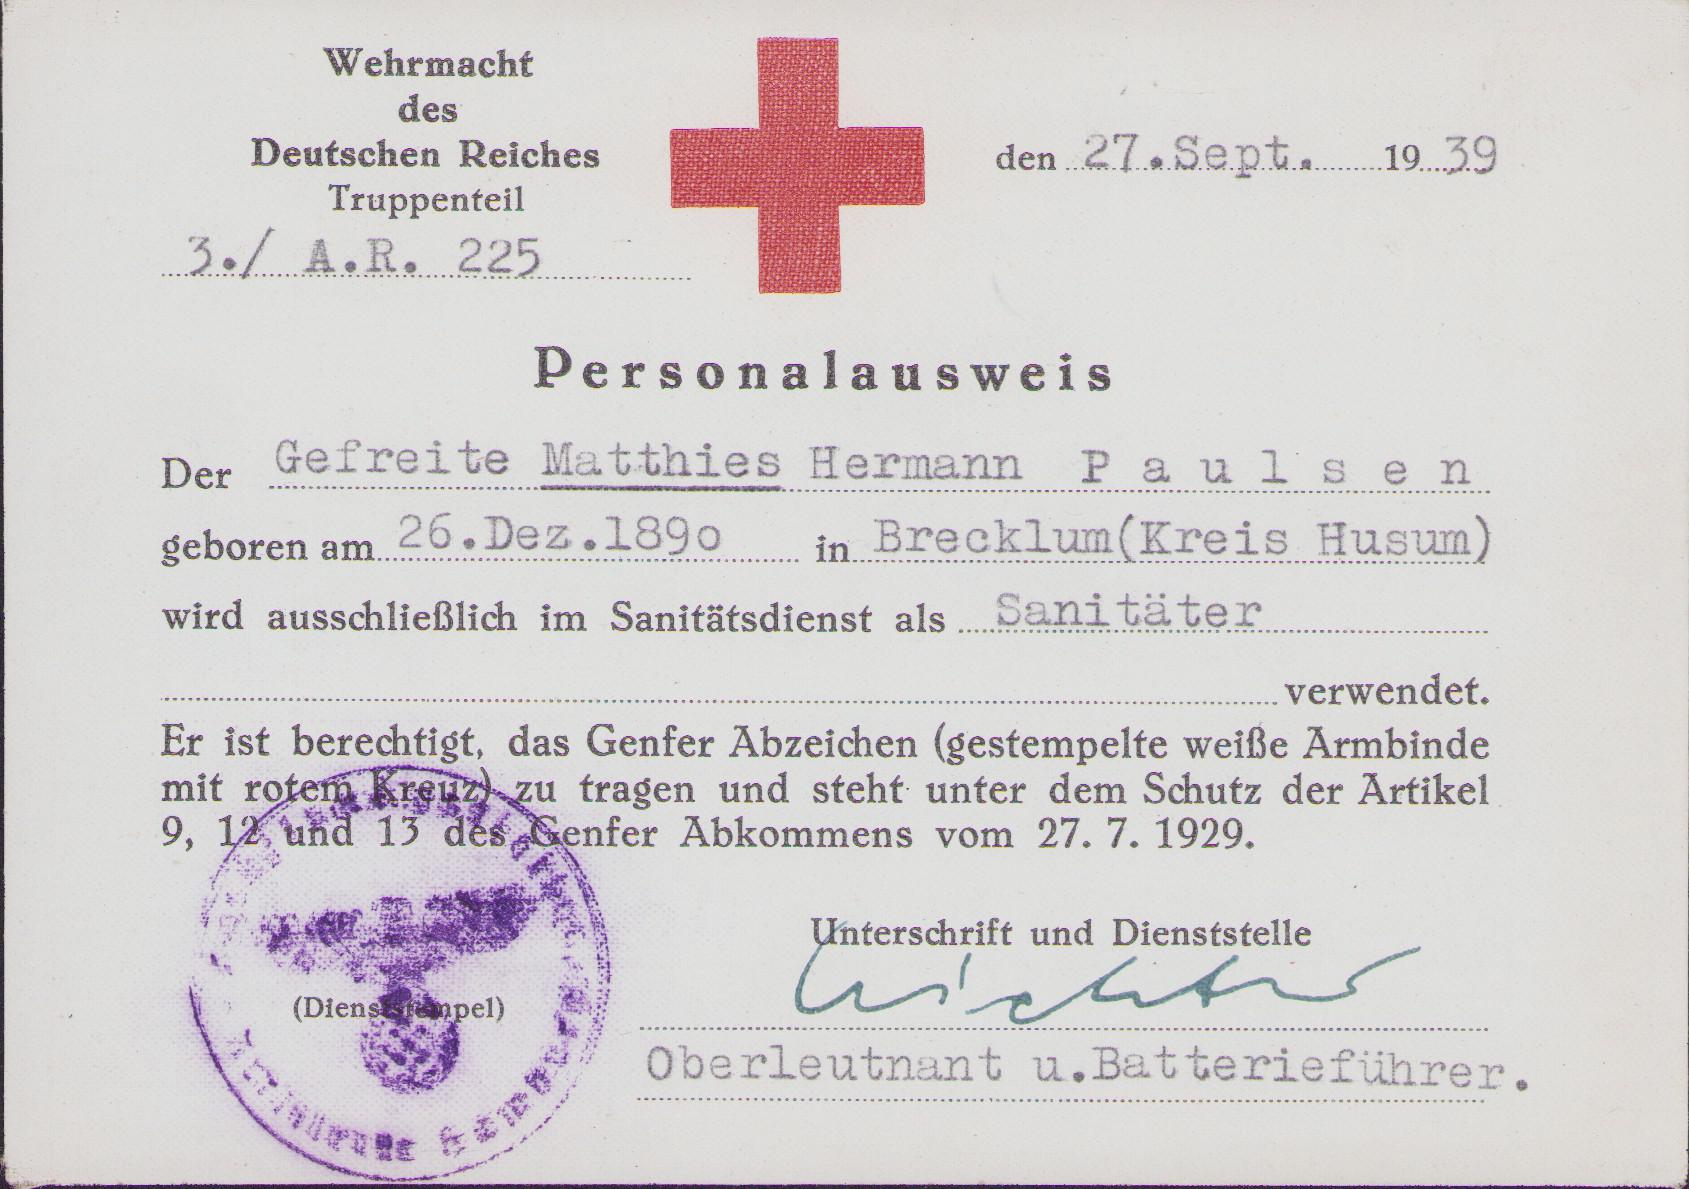 Wehrmacht
des
Deutschen Reiches
Truppenteil
3./ A.R. 225
den 27.Sept. 1939
Personalausweis
Der Gefreite Matthies Hermann Paulsen
geboren am 26.Dez.1890 in Brecklum(Kreis Husum)
wird ausschließlich im Sanitätsdienst als Sanitäter
verwendet.
Er ist berechtigt, das Genfer Abzeichen (gestempelte weiße Armbinde
mit rotem Kreuz) zu tragen und steht unter dem Schutz der Artikel
9, 12 und 13 des Genfer Abkommens vom 27. 7. 1929.
(Dienststempel)
Unterschrift und Dienststelle
Oberleutnant u.Batterieführer.